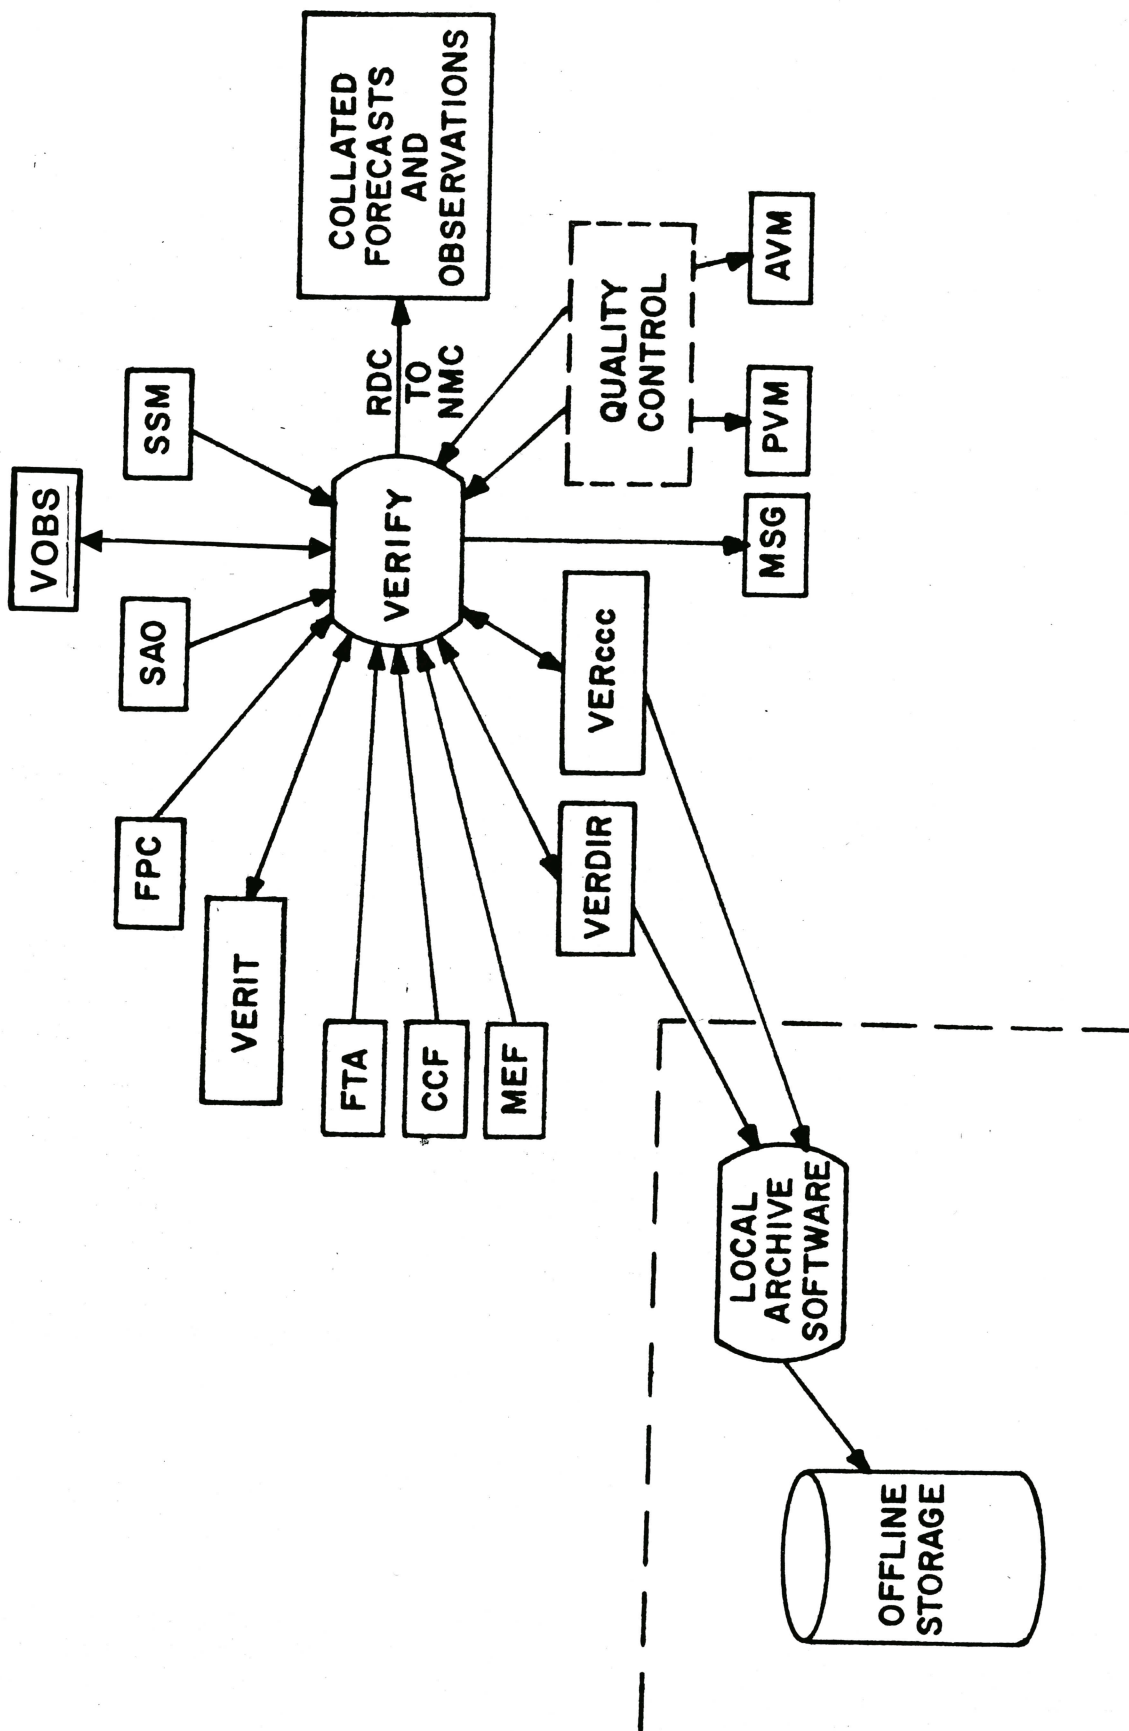 VOBS
SSM
SAO
FPC
VERIT
FTA
CCF
MEF
VERIFY
RDC
TO
NMC
COLLATED
FORECASTS
AND
OBSERVATIONS
QUALITY
CONTROL
AVM
PVM
MSG
VERccc
VERDIR
LOCAL
ARCHIVE
SOFTWARE
OFFLINE
STORAGE